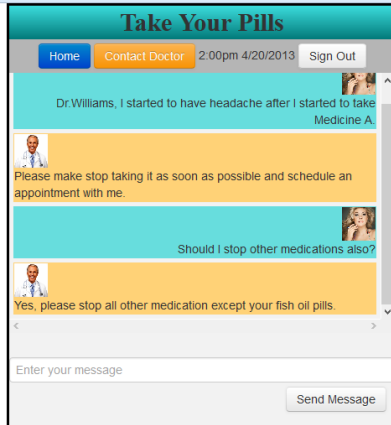 Take Your Pills
Home Contact Doctor 2:00pm 4/20/2013 Sign Out
Dr.Williams, I started to have headache after I started to take
Medicine A.
Please make stop taking it as soon as possible and schedule an
appointment with me.
Should I stop other medications also?
Yes, please stop all other medication except your fish oil pills.
Enter your message
Send Message